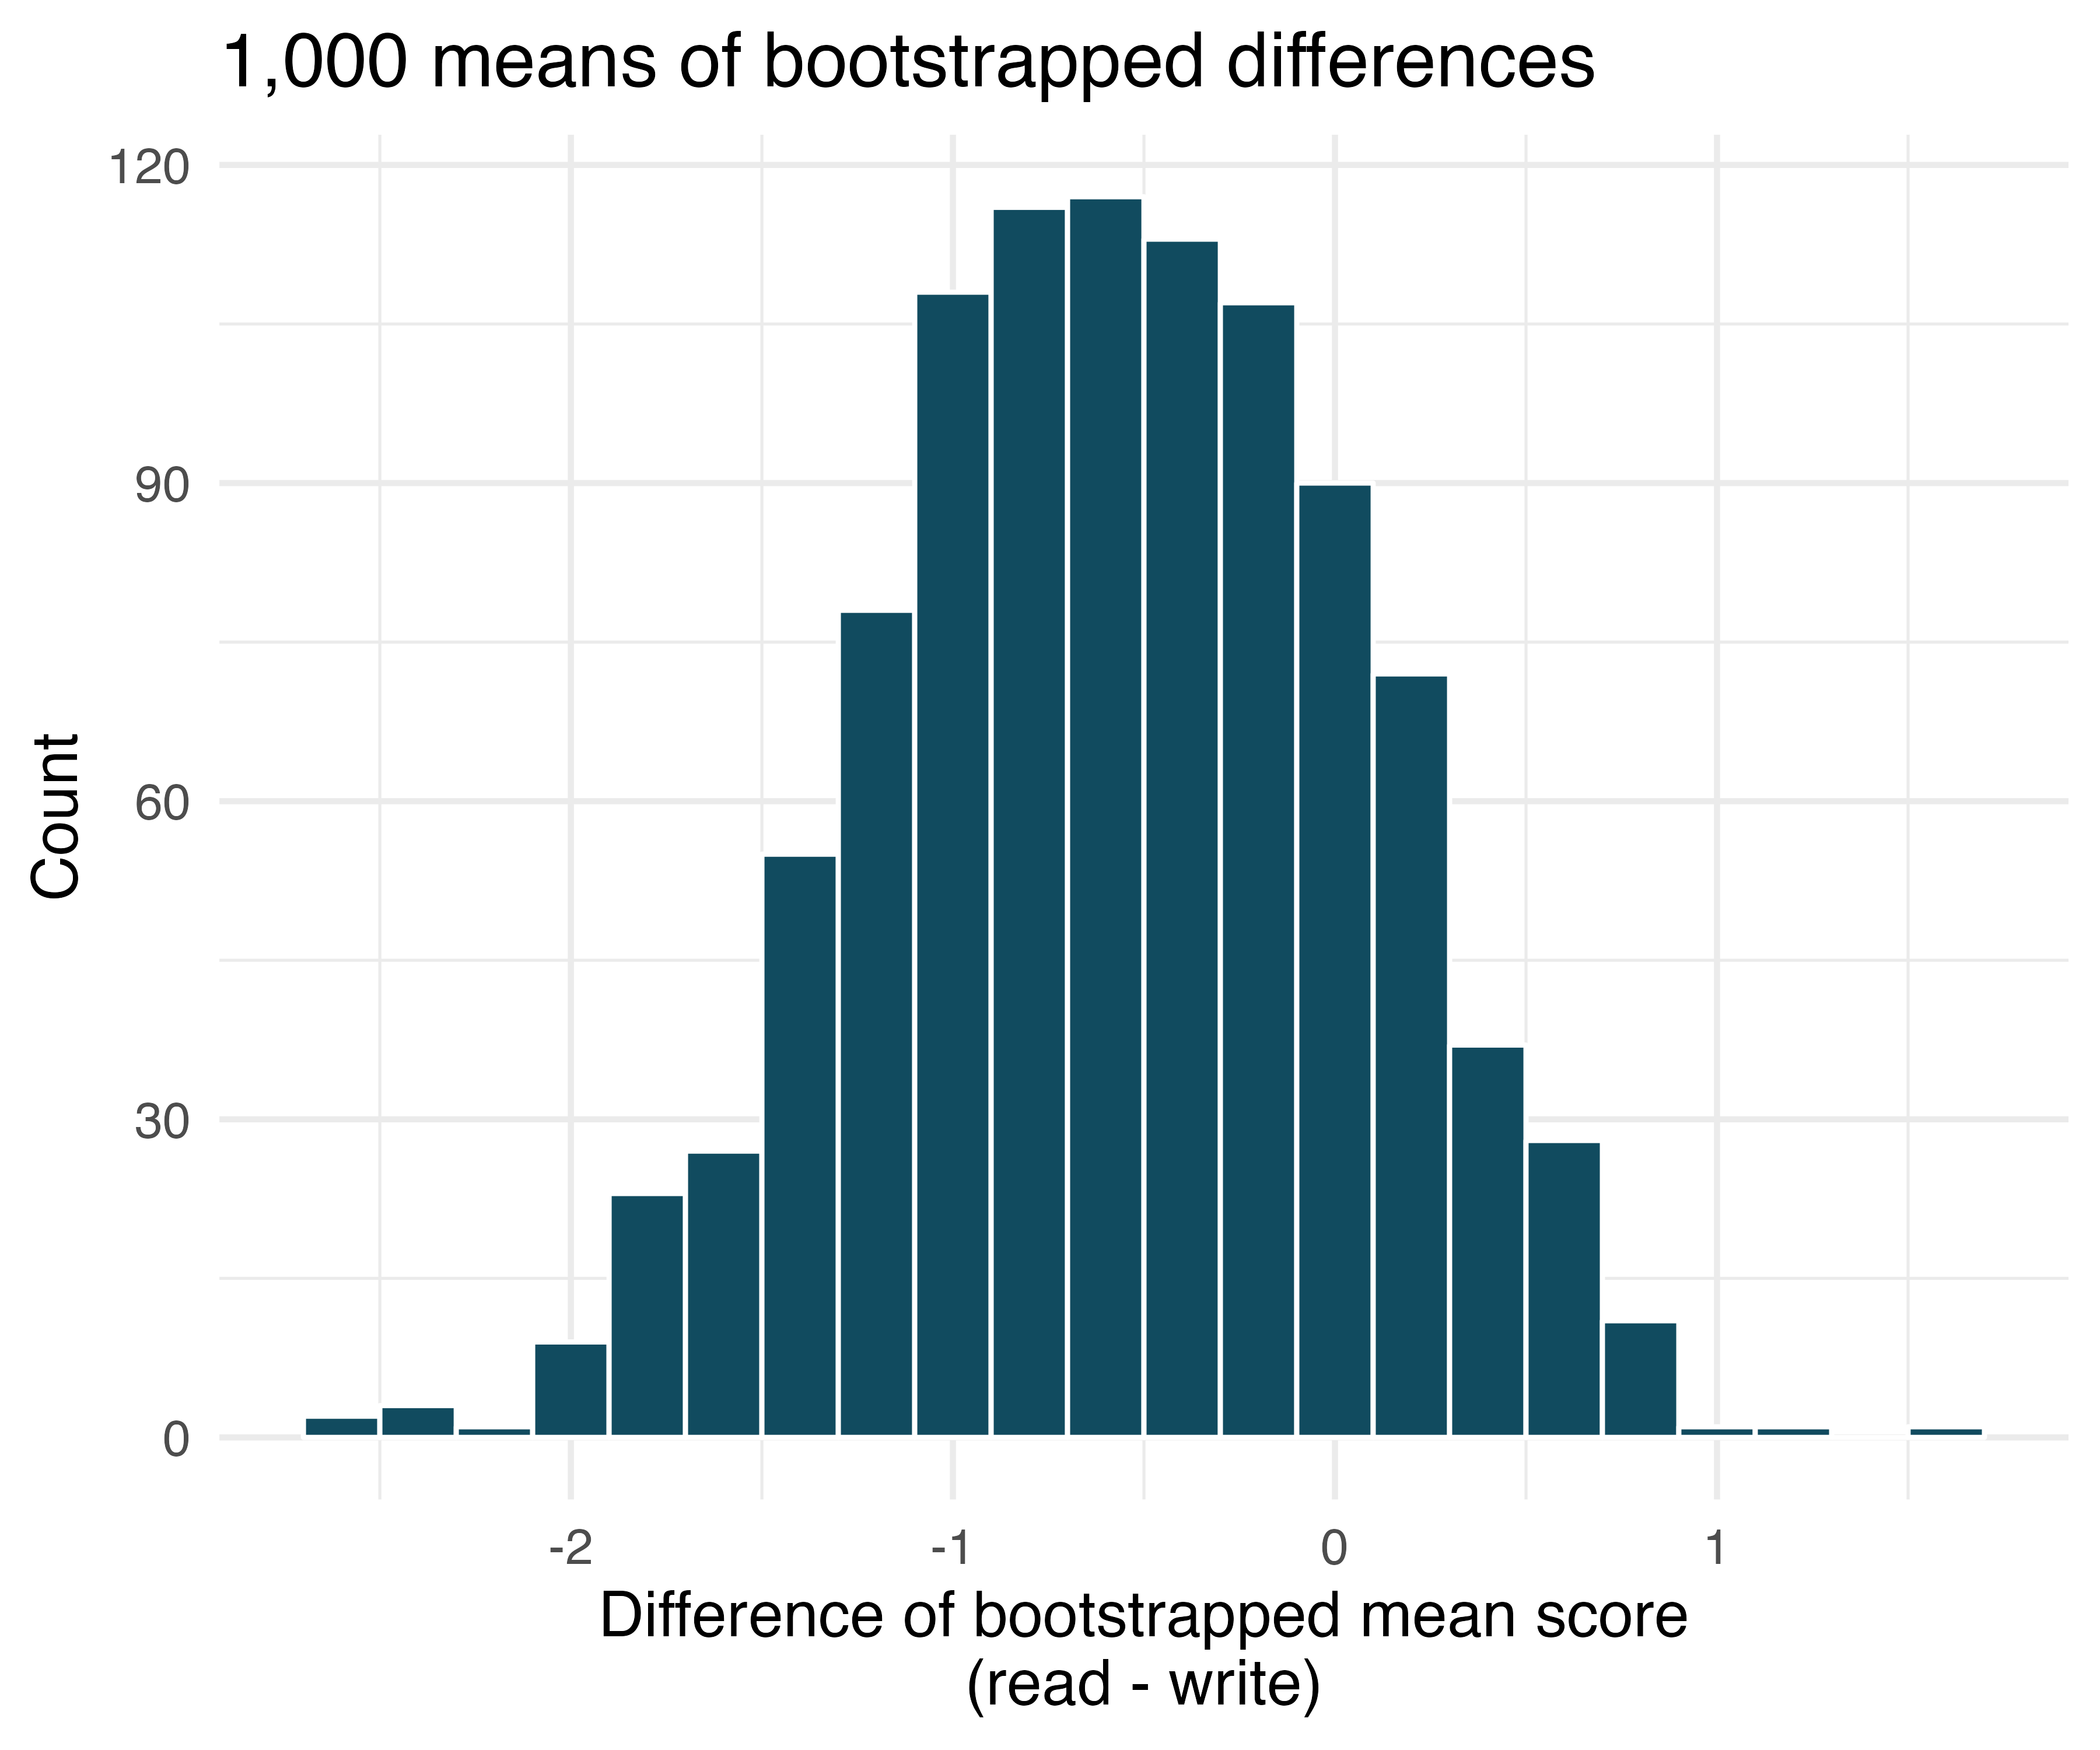 1,000 means of bootstrapped differences
120
90
60
30
0
Count
-2
-1
0
1
Difference of bootstrapped mean score
(read - write)